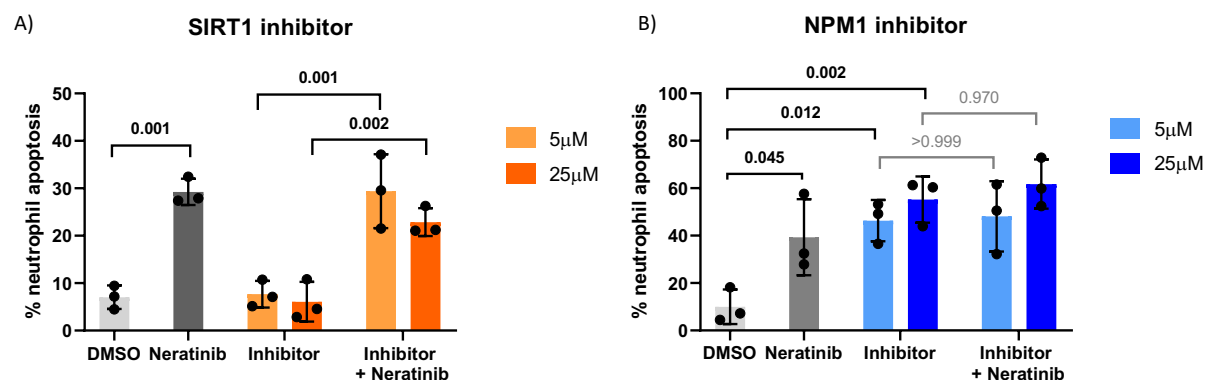 A)
SIRT1 inhibitor
% neutrophil apoptosis
50
40
30
20
10
0
0.001
0.001
0.002
5μM
25μM
DMSO
Neratinib
Inhibitor
Inhibitor
+ Neratinib
B)
NPM1 inhibitor
% neutrophil apoptosis
100
80
60
40
20
0
0.002
0.970
0.012
>0.999
0.045
5μM
25μM
DMSO
Neratinib
Inhibitor
Inhibitor
+ Neratinib